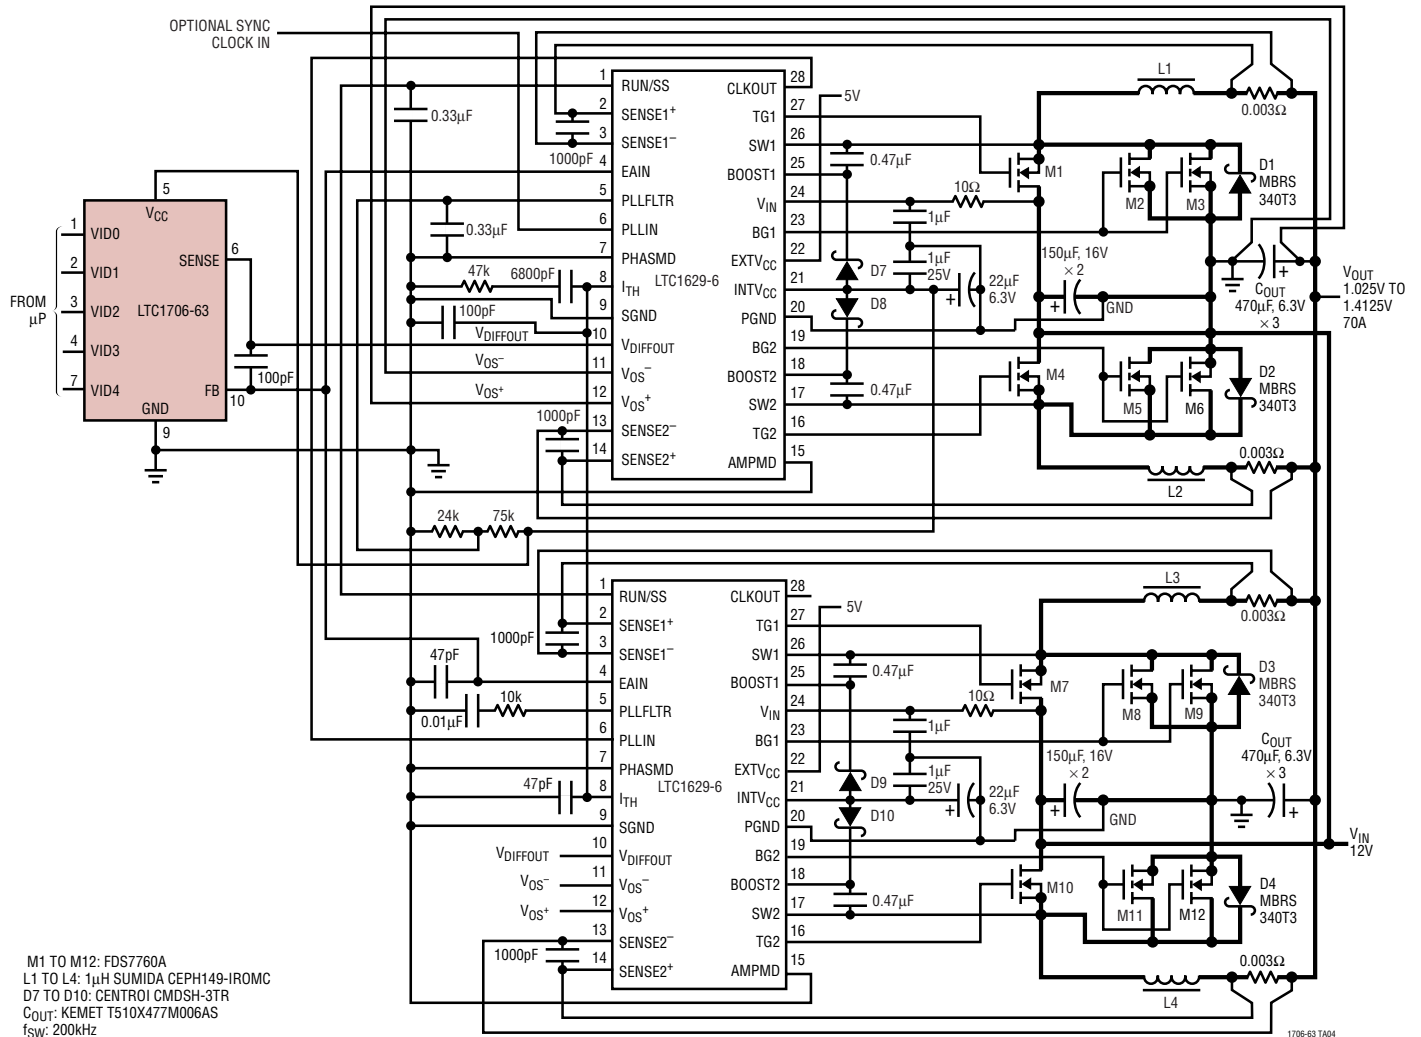 OPTIONAL SYNC
CLOCK IN
FROM
µP
1
VID0
2
VID1
3
VID2
4
VID3
7
VID4
5
VCC
6
SENSE
LTC1706-63
FB
10
GND
9
100pF
0.33µF
1000pF
0.33µF
47k
6800pF
100pF
VDIFFOUT
VOS−
VOS+
1000pF
24k
75k
1
RUN/SS
2
SENSE1+
3
SENSE1−
4
EAIN
5
PLLFLTR
6
PLLIN
7
PHASMD
8
ITH
9
SGND
10
VDIFFOUT
11
VOS−
12
VOS+
13
SENSE2−
14
SENSE2+
LTC1629-6
28
CLKOUT
27
TG1
26
SW1
25
BOOST1
24
VIN
23
BG1
22
EXTVCC
21
INTVCC
20
PGND
19
BG2
18
BOOST2
17
SW2
16
TG2
15
AMPMD
5V
0.47µF
10Ω
1µF
1µF
25V
D7
D8
22µF
6.3V
+
0.47µF
M1
L1
0.003Ω
M2
M3
D1
MBRS
340T3
150µF, 16V
× 2
+
GND
+
COUT
470µF, 6.3V
× 3
VOUT
1.025V TO
1.4125V
70A
M4
M5
M6
D2
MBRS
340T3
0.003Ω
L2
1000pF
47pF
0.01µF
10k
47pF
VDIFFOUT
VOS−
VOS+
1000pF
1
RUN/SS
2
SENSE1+
3
SENSE1−
4
EAIN
5
PLLFLTR
6
PLLIN
7
PHASMD
8
ITH
9
SGND
10
VDIFFOUT
11
VOS−
12
VOS+
13
SENSE2−
14
SENSE2+
LTC1629-6
28
CLKOUT
27
TG1
26
SW1
25
BOOST1
24
VIN
23
BG1
22
EXTVCC
21
INTVCC
20
PGND
19
BG2
18
BOOST2
17
SW2
16
TG2
15
AMPMD
5V
0.47µF
10Ω
1µF
1µF
25V
D9
D10
22µF
6.3V
+
0.47µF
M7
L3
0.003Ω
M8
M9
D3
MBRS
340T3
150µF, 16V
× 2
+
GND
COUT
470µF, 6.3V
× 3
+
VIN
12V
M10
M11
M12
D4
MBRS
340T3
0.003Ω
L4
M1 TO M12: FDS7760A
L1 TO L4: 1µH SUMIDA CEPH149-IROMC
D7 TO D10: CENTROI CMDSH-3TR
COUT: KEMET T510X477M006AS
fSW: 200kHz
1706-63 TA04